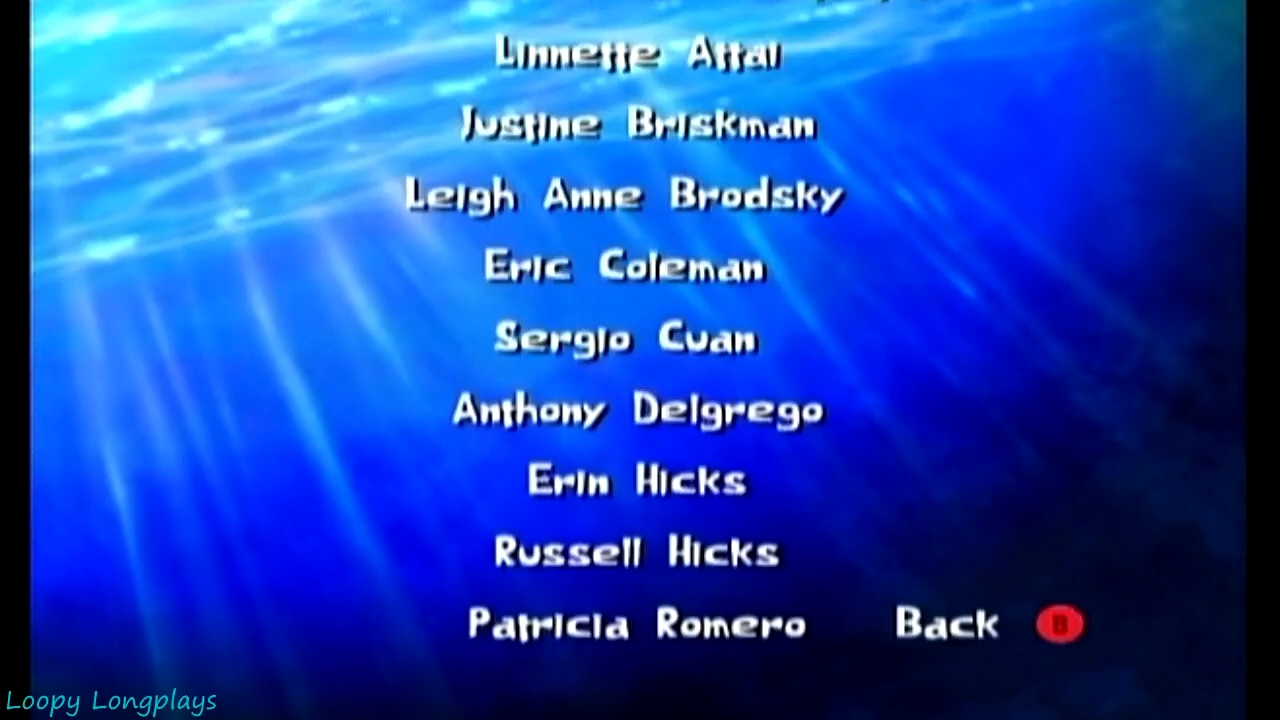 Linnette Attai
Justine Briskman
Leigh Anne Brodsky
Eric Coleman
Sergio Cuan
Anthony Delgrego
Erin Hicks
Russell Hicks
Patricia Romero
Back B
Loopy Longplays